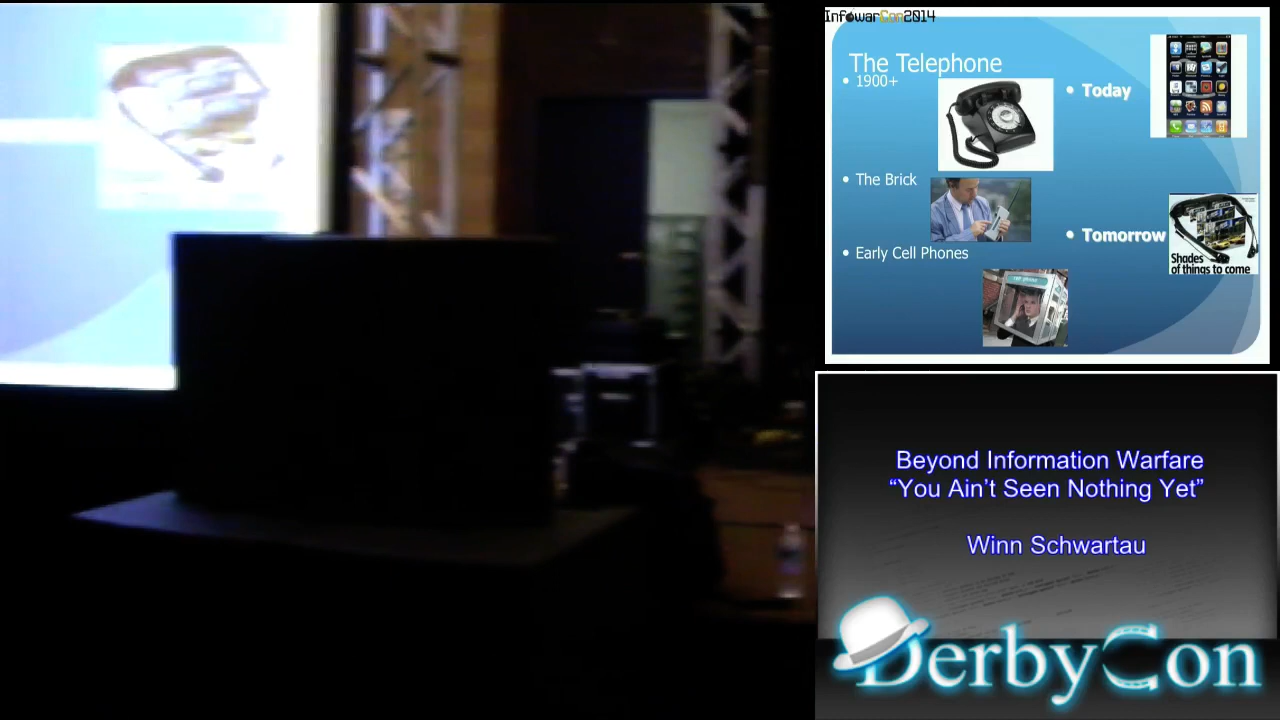 InfowarCon2014
The Telephone
• 1900+
• The Brick
• Early Cell Phones
• Today
• Tomorrow
Shades
of things to come
Beyond Information Warfare
“You Ain’t Seen Nothing Yet”
Winn Schwartau
DerbyCon